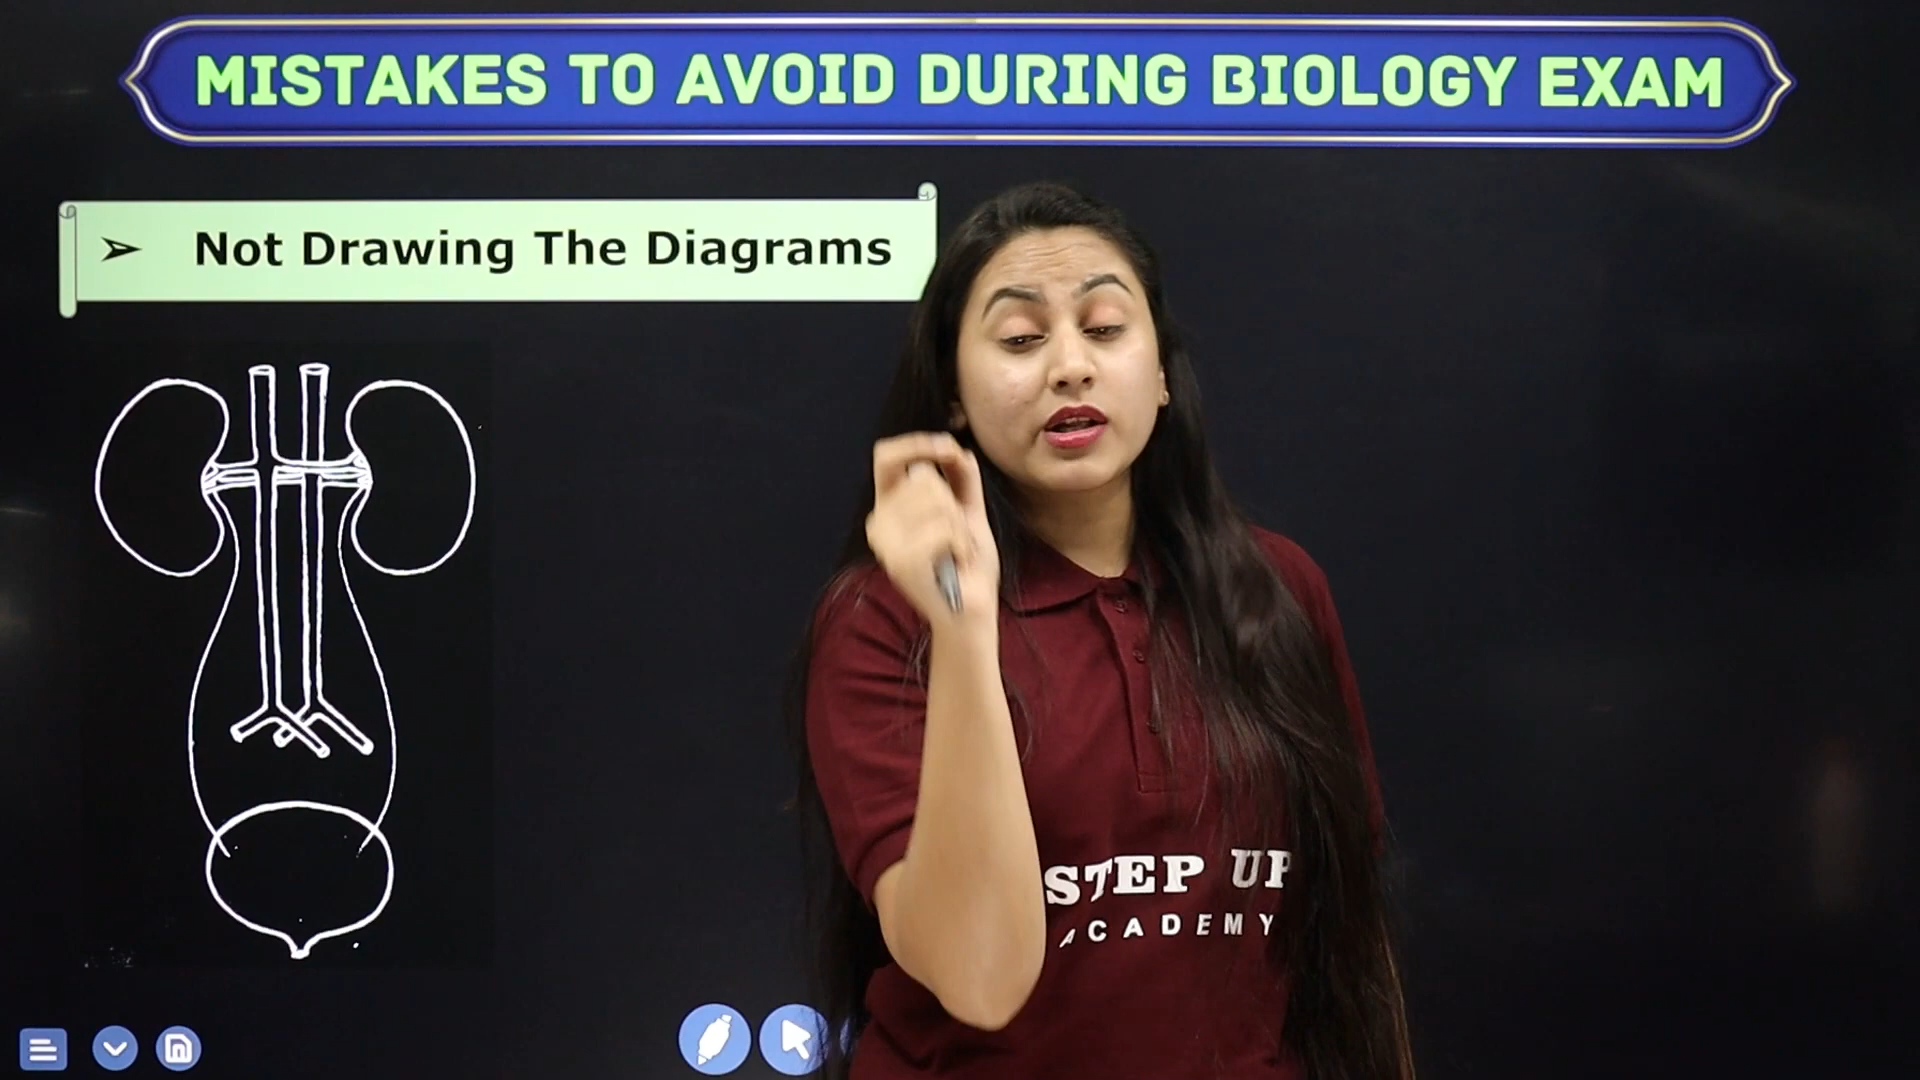 MISTAKES TO AVOID DURING BIOLOGY EXAM
➢ Not Drawing The Diagrams
STEP UP
ACADEMY